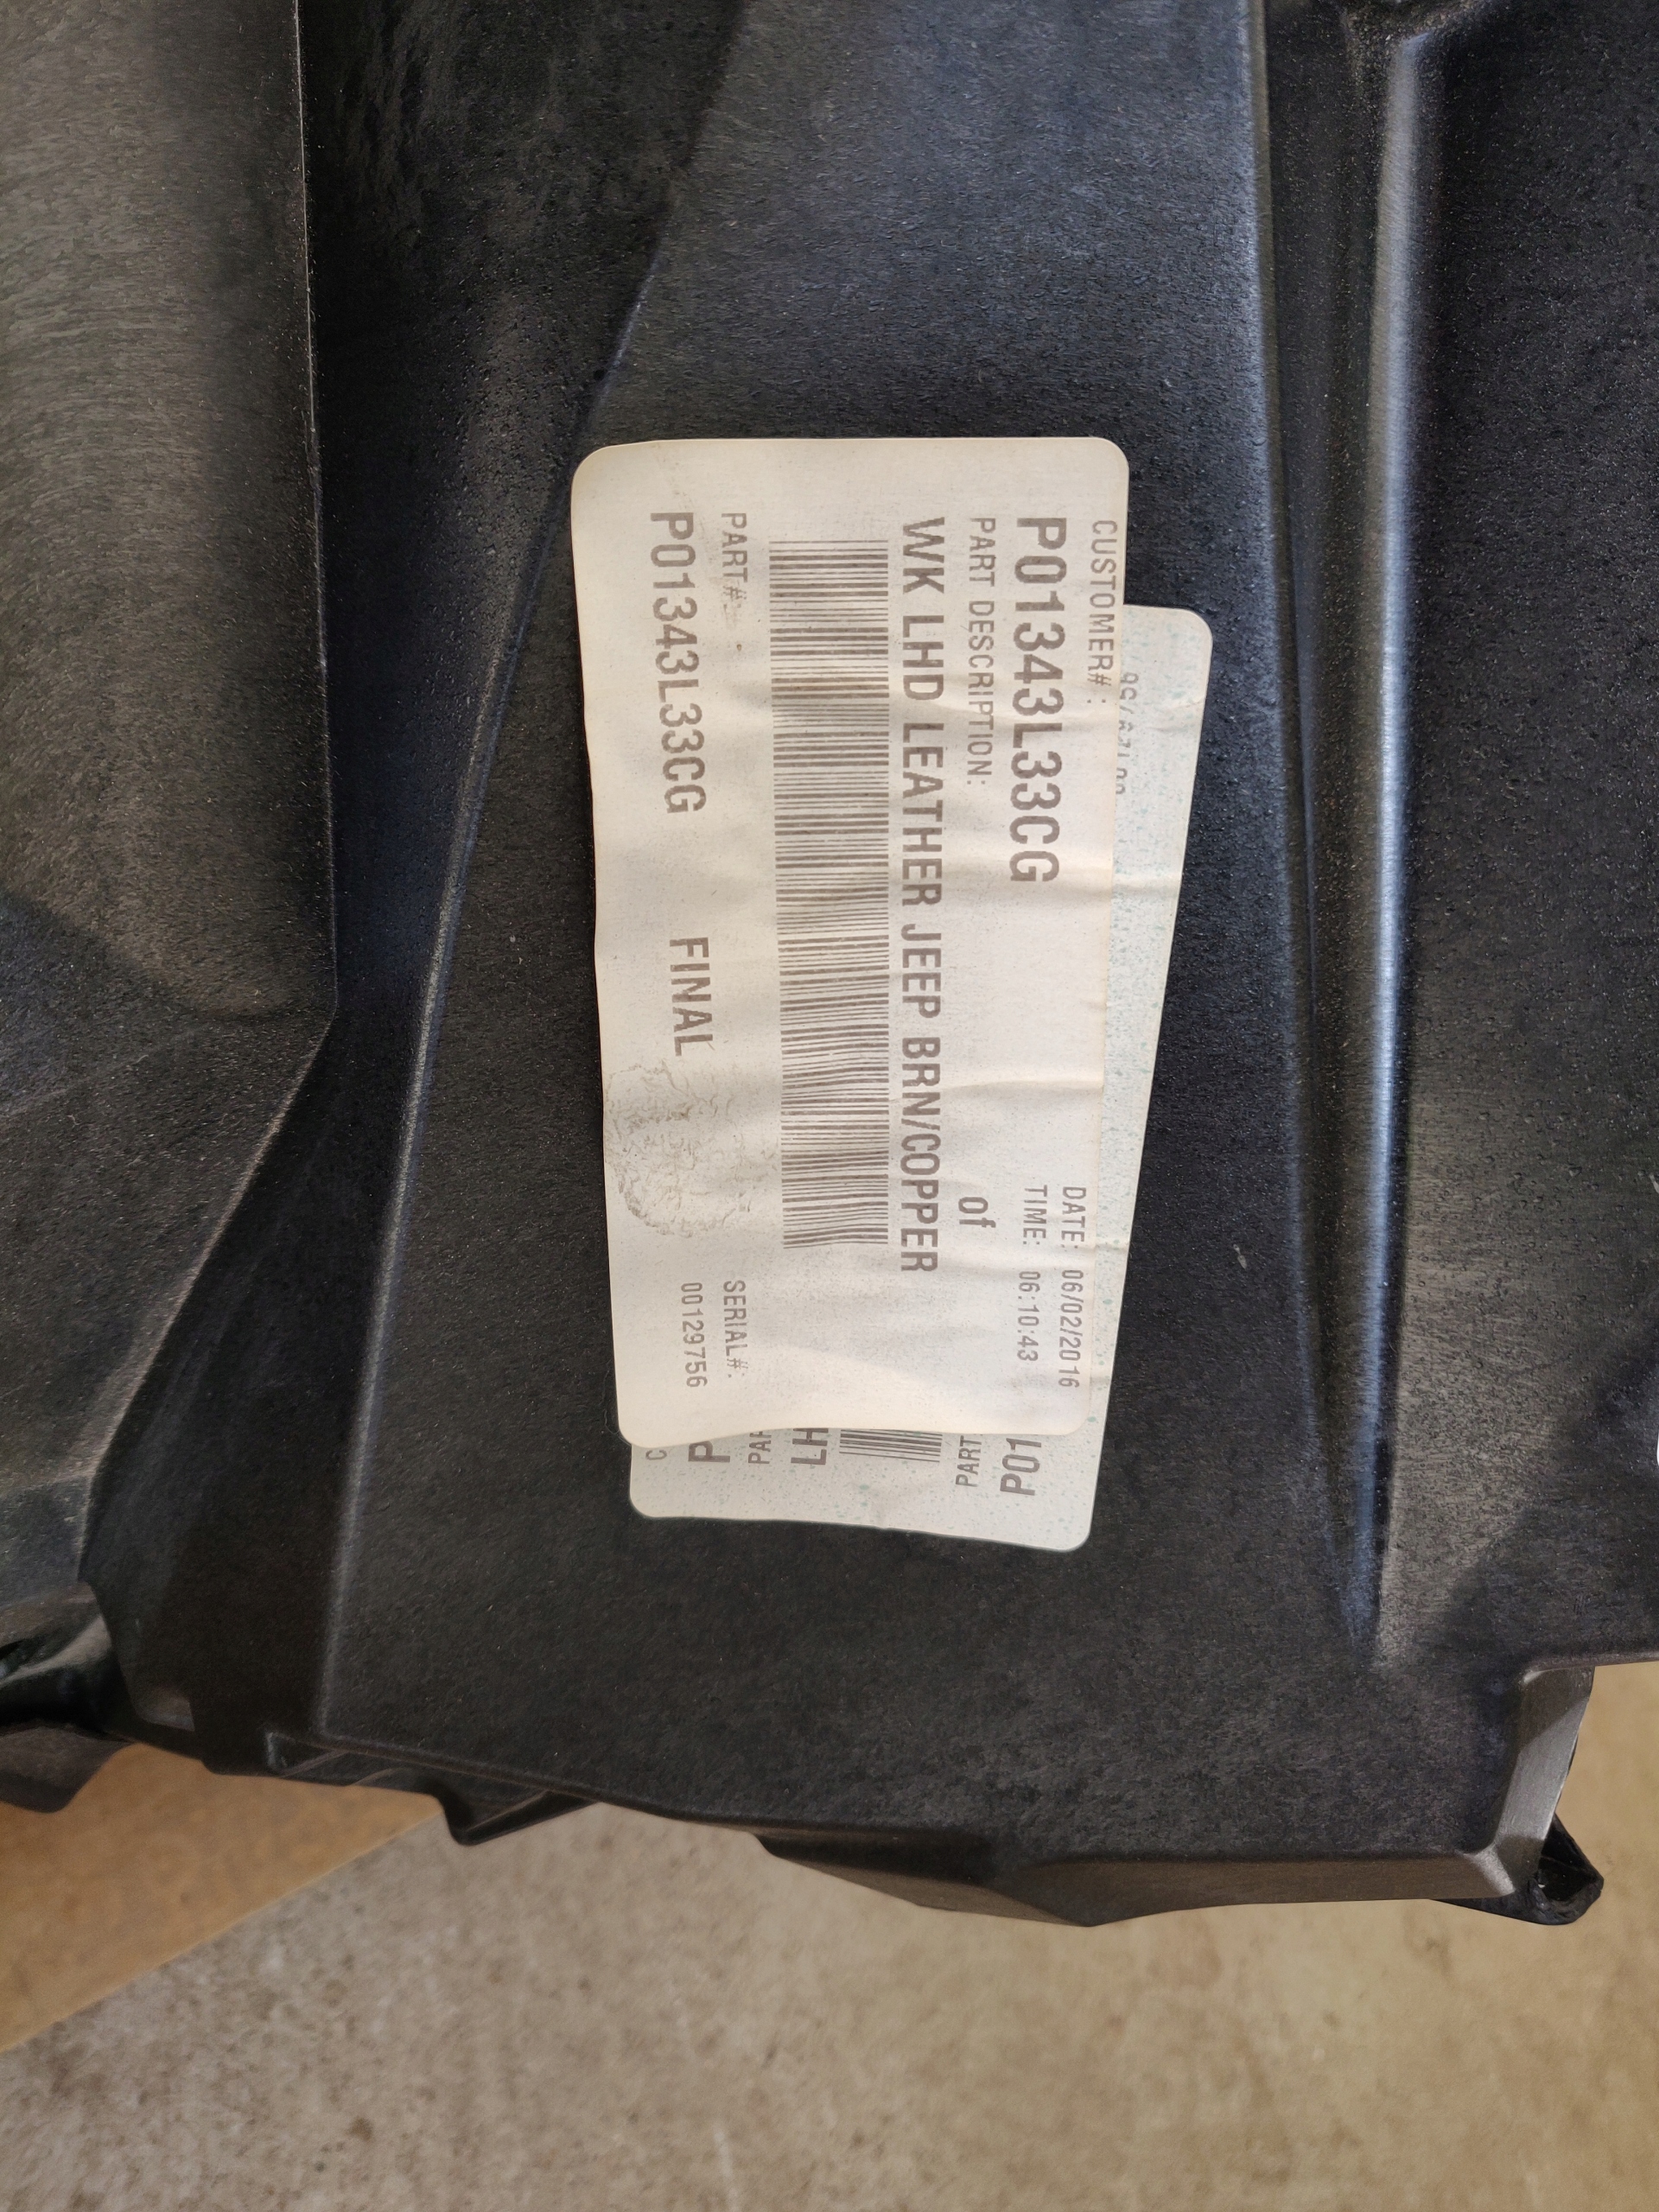 CUSTOMER#:
P01343L33CG
DATE: 06/02/2016
TIME: 06:10:43
PART DESCRIPTION:
of
WK LHD LEATHER JEEP BRN/COPPER
PART#:
SERIAL#:
P01343L33CG
FINAL
00129756
P01
PART
LH
PA
P